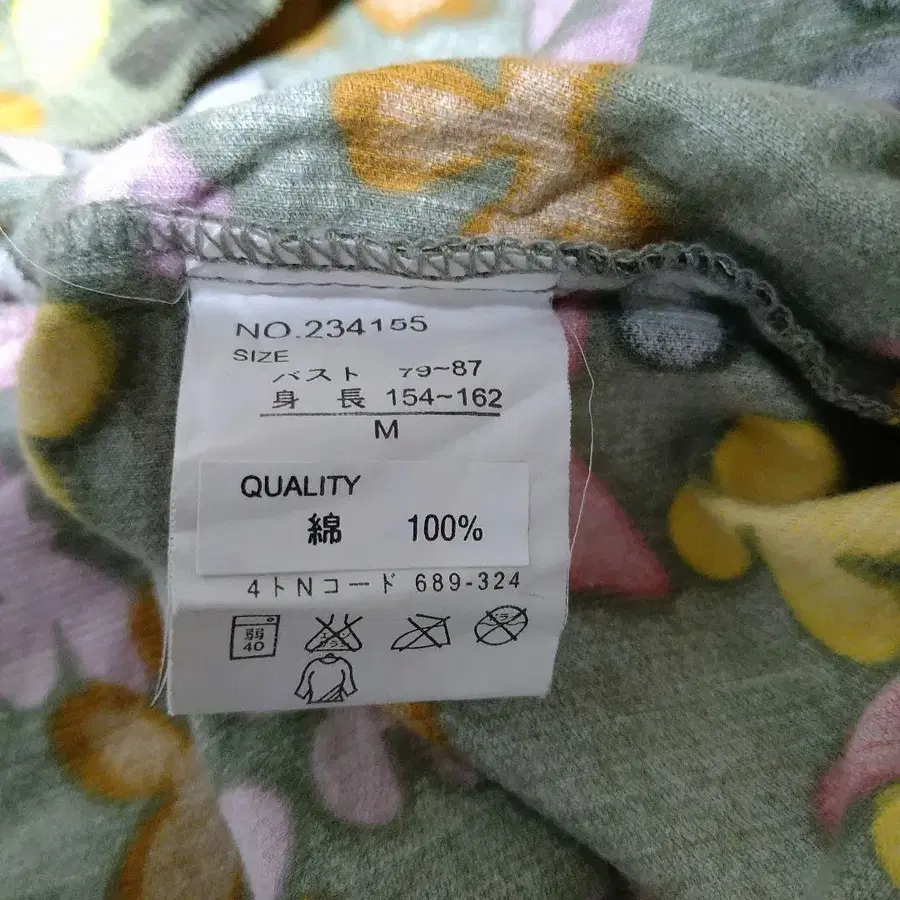 NO.234155
SIZE
バスト 79~87
身 長 154~162
M
QUALITY
綿 100%
4トNコード 689-324
弱
40